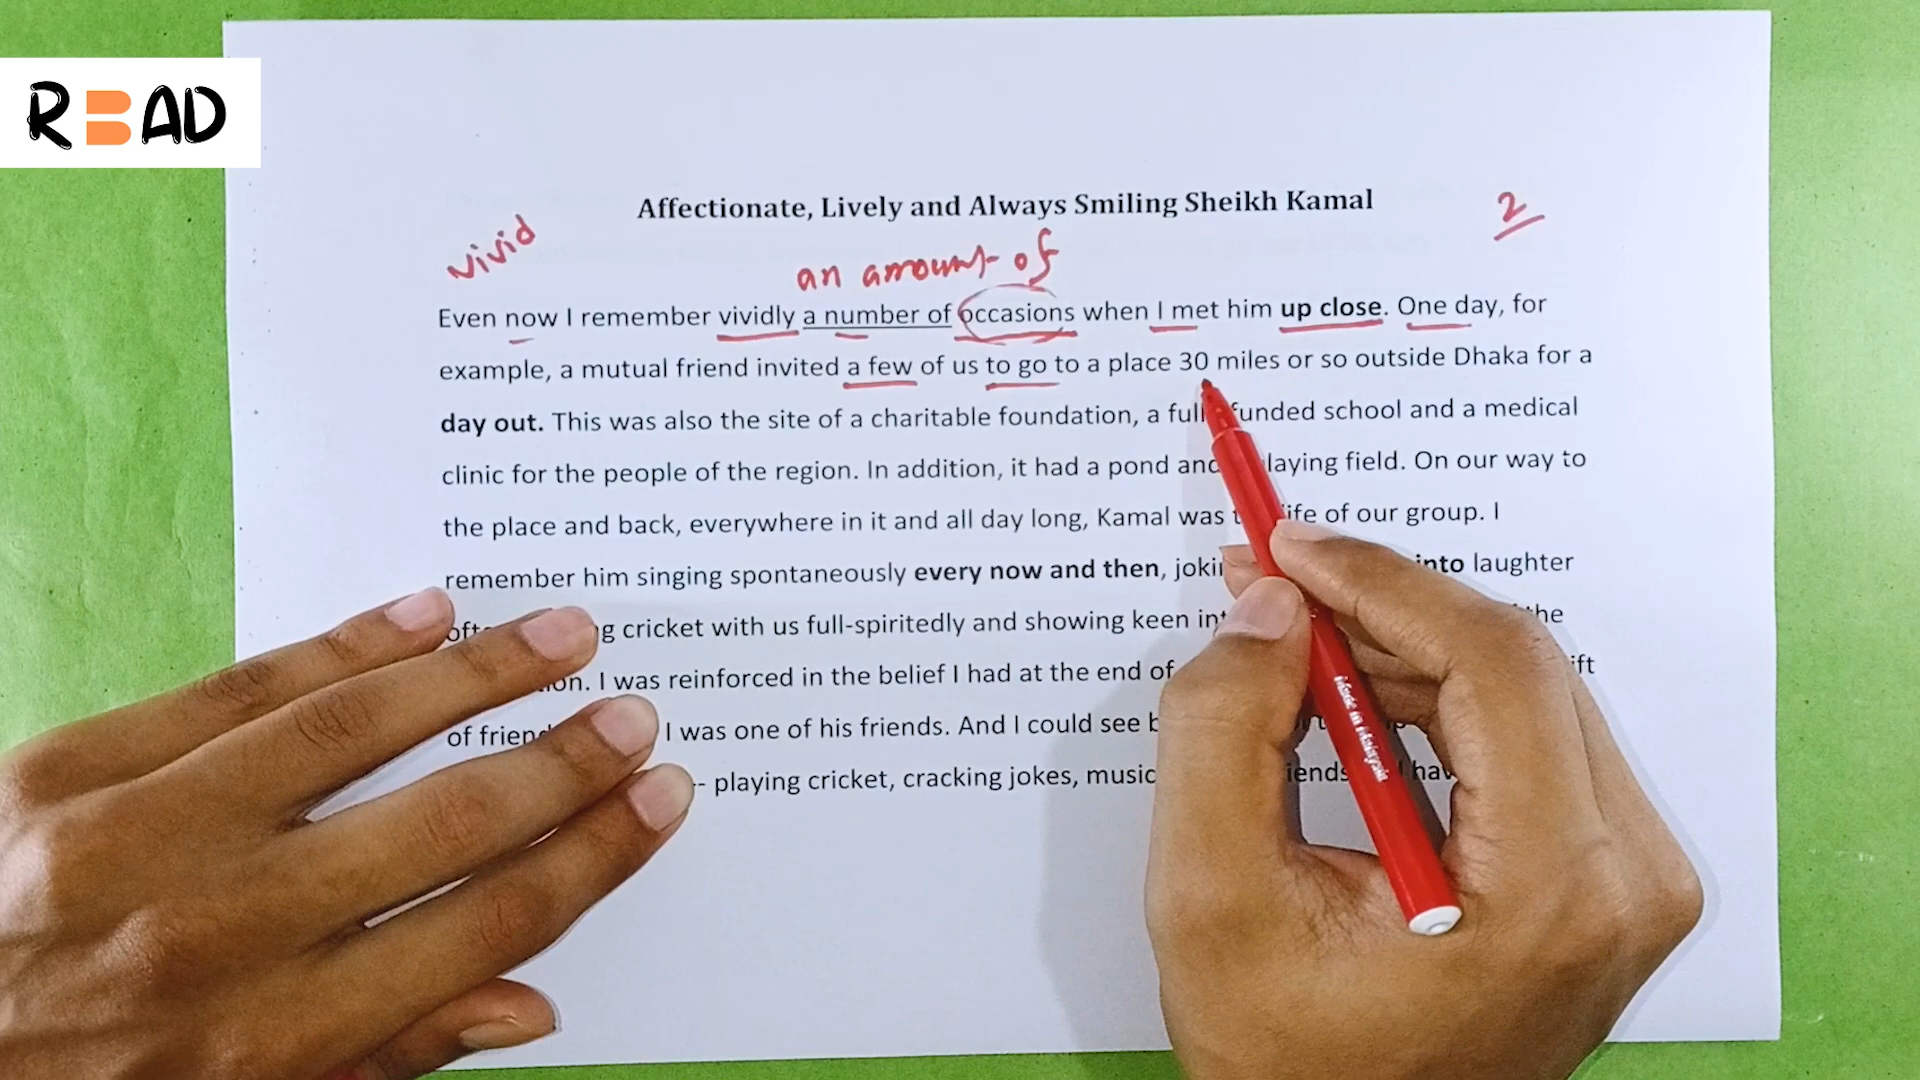 READ
Affectionate, Lively and Always Smiling Sheikh Kamal
2
vivid
an amount of
Even now I remember vividly a number of occasions when I met him up close. One day, for
example, a mutual friend invited a few of us to go to a place 30 miles or so outside Dhaka for a
day out. This was also the site of a charitable foundation, a full funded school and a medical
clinic for the people of the region. In addition, it had a pond and laying field. On our way to
the place and back, everywhere in it and all day long, Kamal was life of our group. I
remember him singing spontaneously every now and then, into laughter
cricket with us full-spiritedly and showing keen the
I was reinforced in the belief I had at the end of
of I was one of his friends. And I could see
-- playing cricket, cracking jokes, music
Made in Malaysia